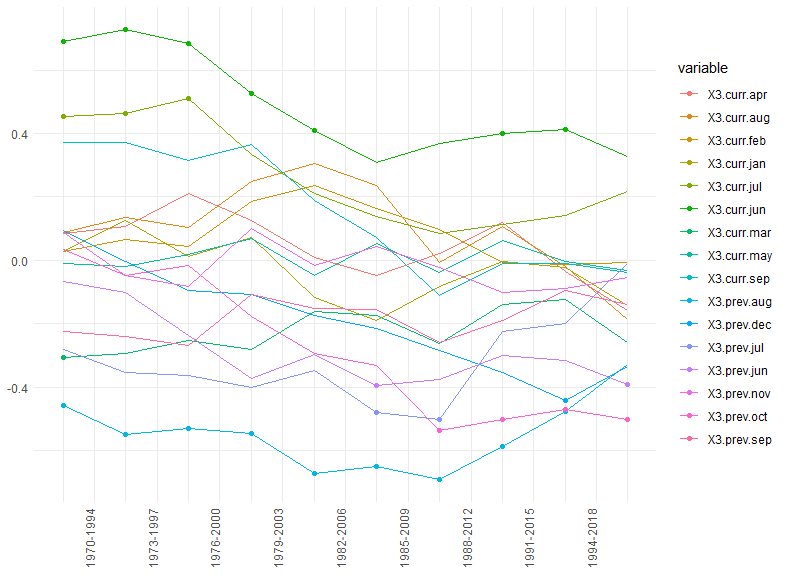 variable
X3.curr.apr
X3.curr.aug
X3.curr.feb
X3.curr.jan
X3.curr.jul
X3.curr.jun
X3.curr.mar
X3.curr.may
X3.curr.sep
X3.prev.aug
X3.prev.dec
X3.prev.jul
X3.prev.jun
X3.prev.nov
X3.prev.oct
X3.prev.sep
0.4
0.0
-0.4
1970-1994
1973-1997
1976-2000
1979-2003
1982-2006
1985-2009
1988-2012
1991-2015
1994-2018